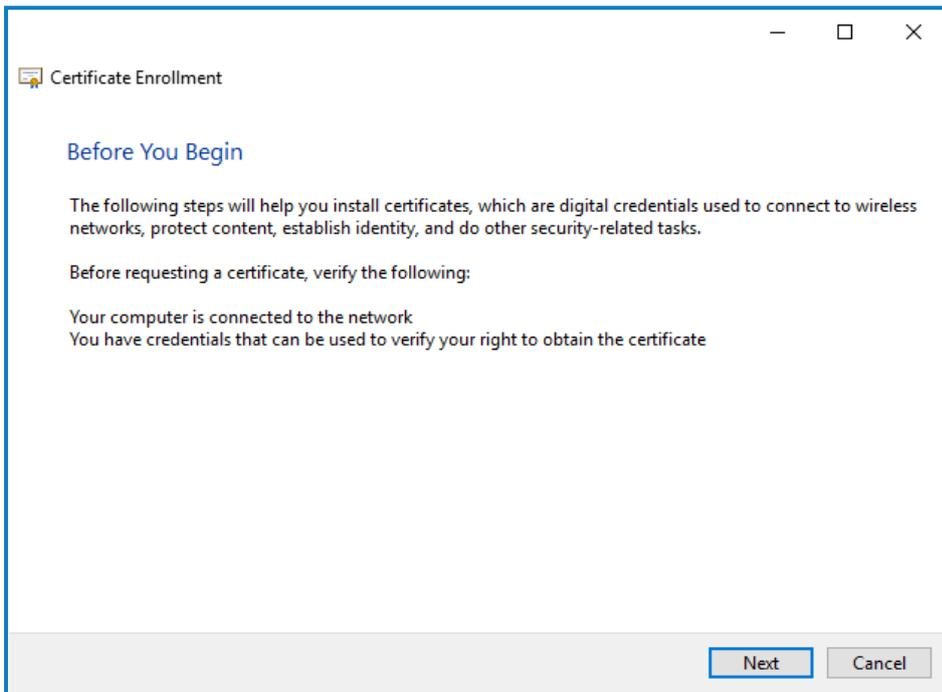 Certificate Enrollment
Before You Begin
The following steps will help you install certificates, which are digital credentials used to connect to wireless
networks, protect content, establish identity, and do other security-related tasks.
Before requesting a certificate, verify the following:
Your computer is connected to the network
You have credentials that can be used to verify your right to obtain the certificate
Next Cancel